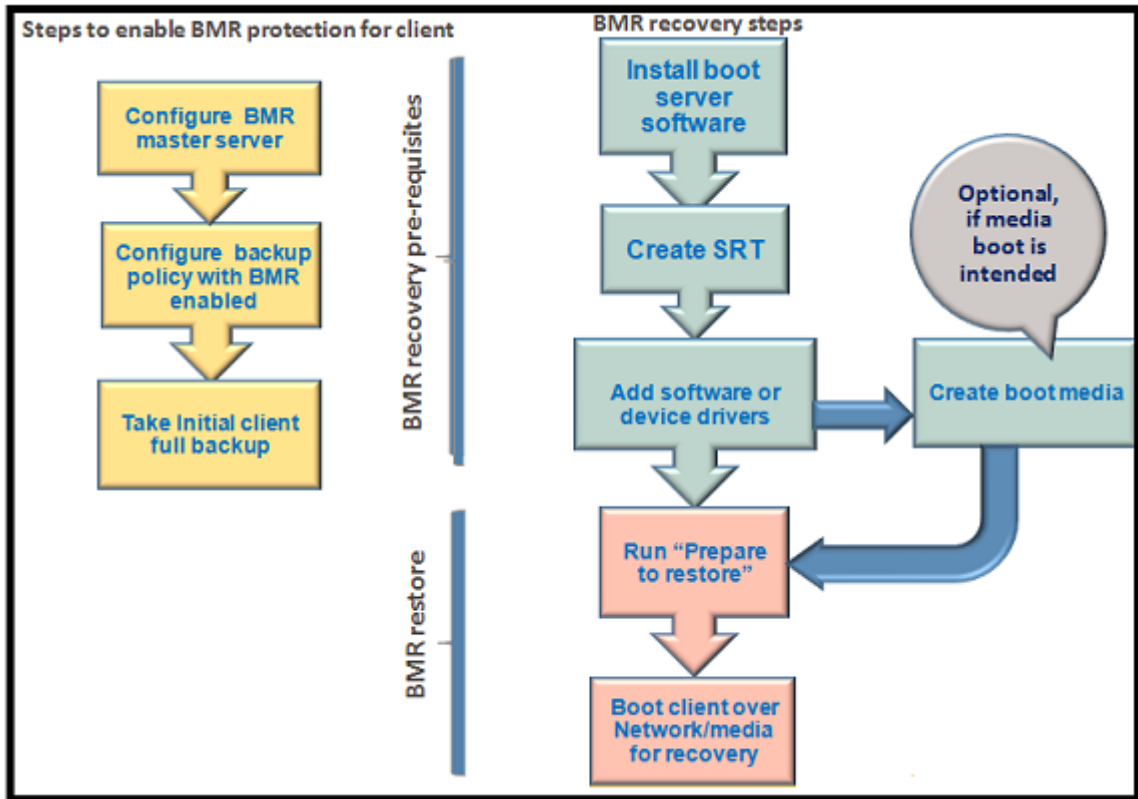 Steps to enable BMR protection for client
Configure BMR
master server
Configure backup
policy with BMR
enabled
Take Initial client
full backup
BMR recovery pre-requisites
BMR restore
BMR recovery steps
Install boot
server
software
Create SRT
Add software or
device drivers
Optional,
if media
boot is
intended
Create boot media
Run “Prepare
to restore”
Boot client over
Network/media
for recovery